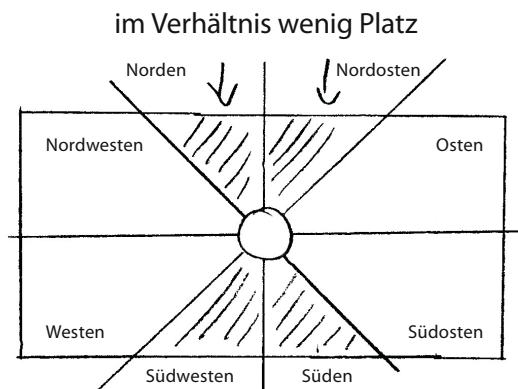 im Verhältnis wenig Platz
Norden
Nordosten
Nordwesten
Osten
Westen
Südosten
Südwesten
Süden